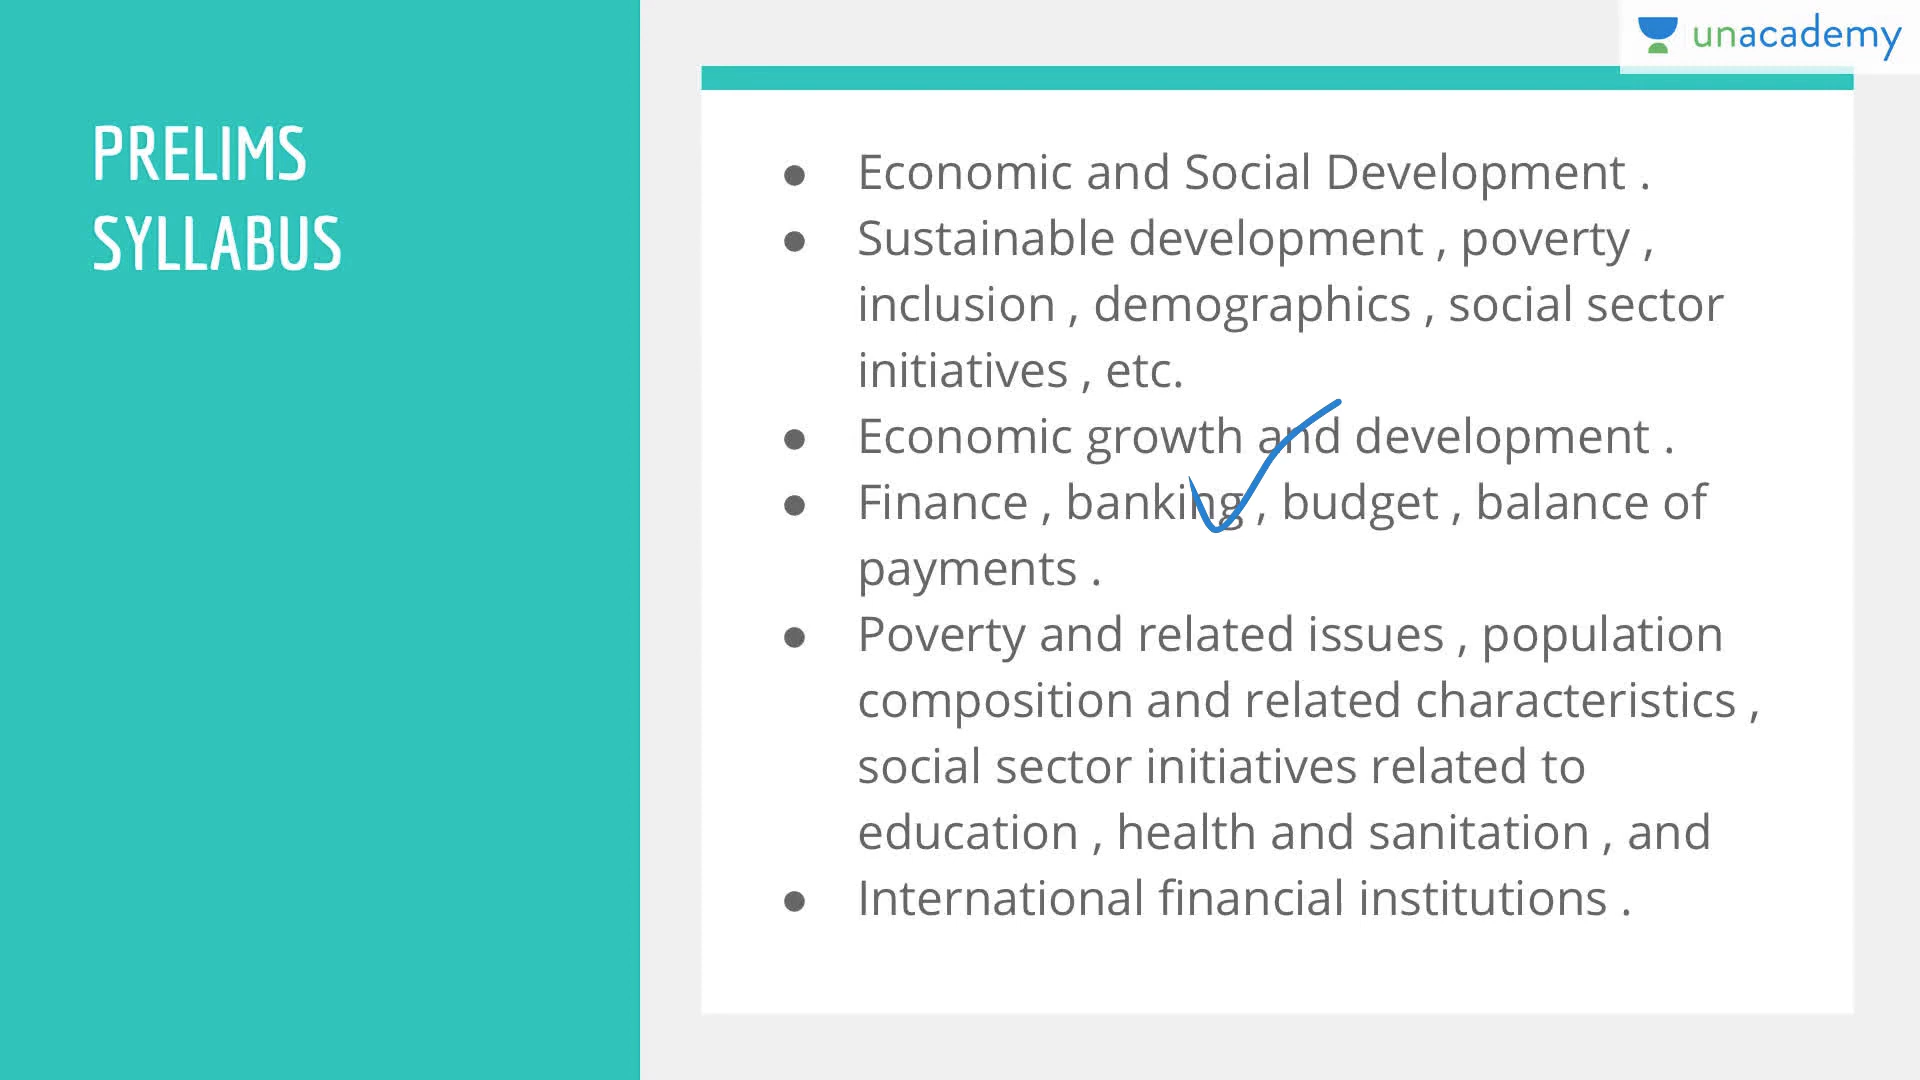 unacademy
PRELIMS
SYLLABUS
● Economic and Social Development .
● Sustainable development , poverty ,
inclusion , demographics , social sector
initiatives , etc.
● Economic growth and development .
● Finance , banking , budget , balance of
payments .
● Poverty and related issues , population
composition and related characteristics ,
social sector initiatives related to
education , health and sanitation , and
● International financial institutions .